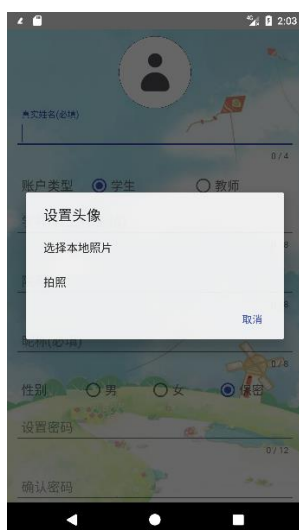 2:03
真实姓名(必填)
0/4
账户类型 学生 教师
设置头像
选择本地照片
拍照
取消
昵称(必填)
0/8
性别 男 女 保密
设置密码
0/12
确认密码